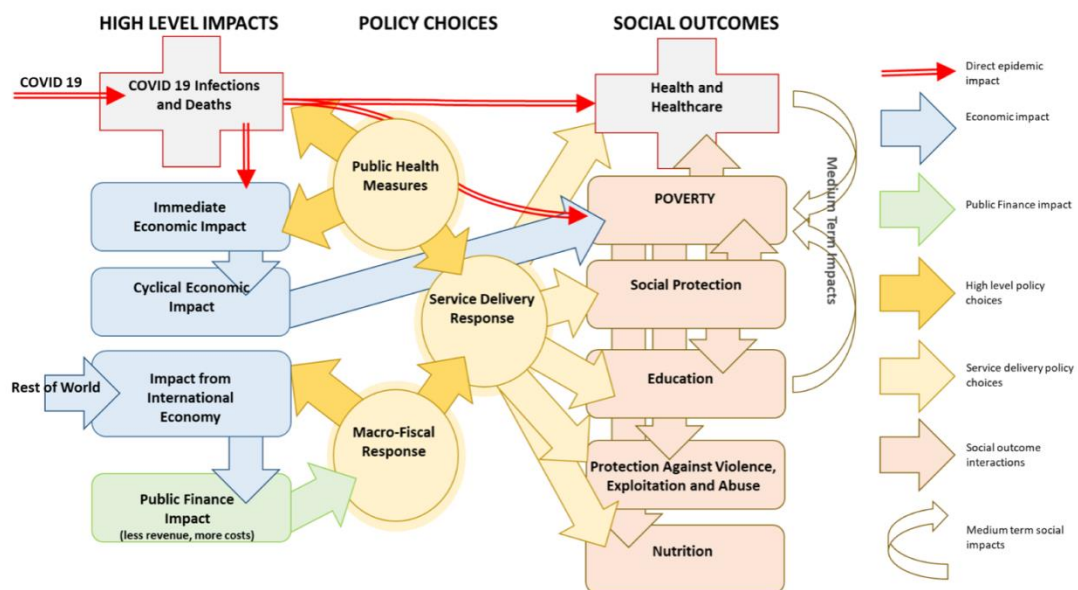 HIGH LEVEL IMPACTS
POLICY CHOICES
SOCIAL OUTCOMES
COVID 19
COVID 19 Infections
and Deaths
Immediate
Economic Impact
Cyclical Economic
Impact
Rest of World
Impact from
International
Economy
Public Finance
Impact
(less revenue, more costs)
Public Health
Measures
Service Delivery
Response
Macro-Fiscal
Response
Health and
Healthcare
POVERTY
Social Protection
Education
Protection Against Violence,
Exploitation and Abuse
Nutrition
Medium Term Impacts
Direct epidemic
impact
Economic impact
Public Finance impact
High level policy
choices
Service delivery policy
choices
Social outcome
interactions
Medium term social
impacts